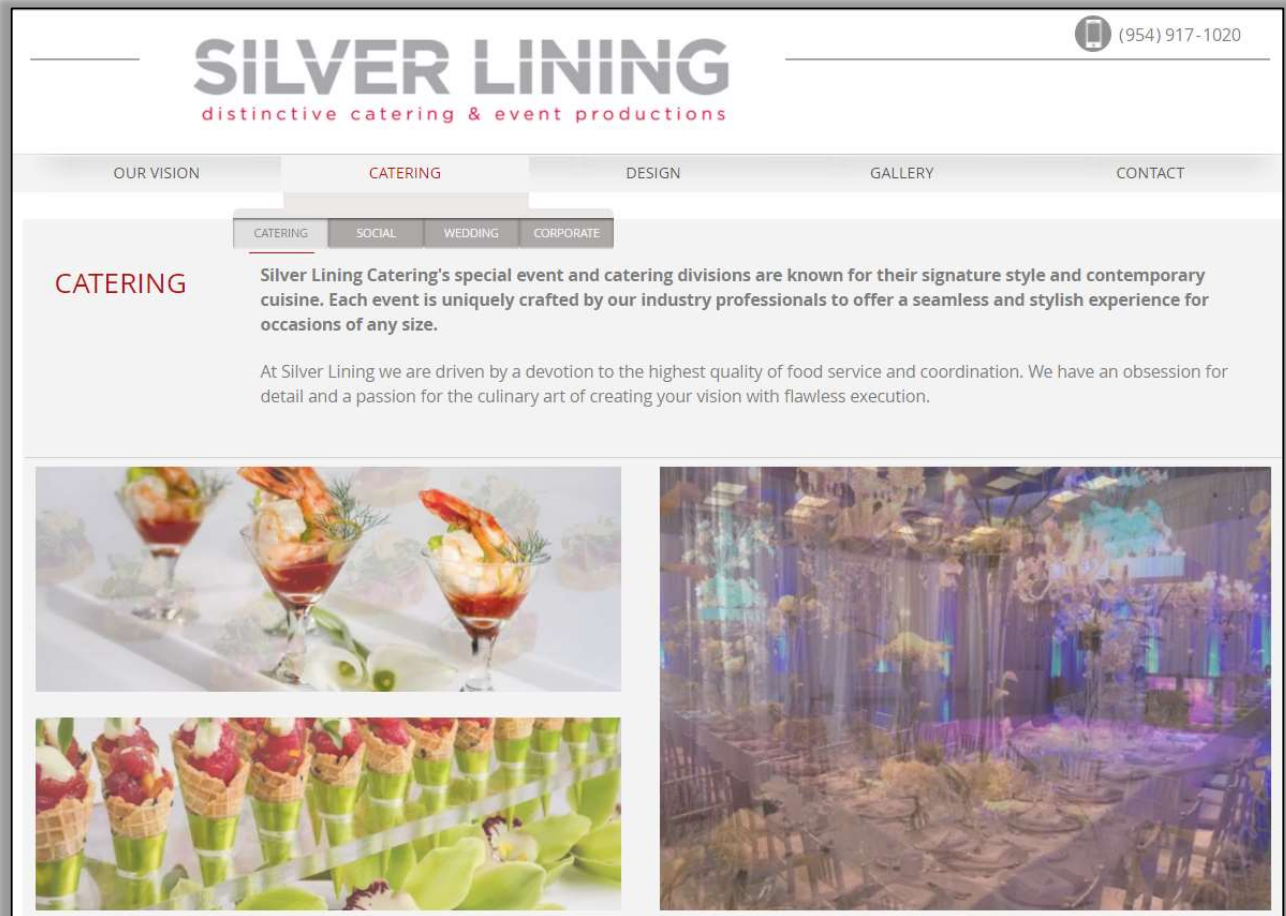 (954) 917-1020
SILVER LINING
distinctive catering & event productions
OUR VISION CATERING DESIGN GALLERY CONTACT
CATERING SOCIAL WEDDING CORPORATE
CATERING
Silver Lining Catering's special event and catering divisions are known for their signature style and contemporary
cuisine. Each event is uniquely crafted by our industry professionals to offer a seamless and stylish experience for
occasions of any size.
At Silver Lining we are driven by a devotion to the highest quality of food service and coordination. We have an obsession for
detail and a passion for the culinary art of creating your vision with flawless execution.